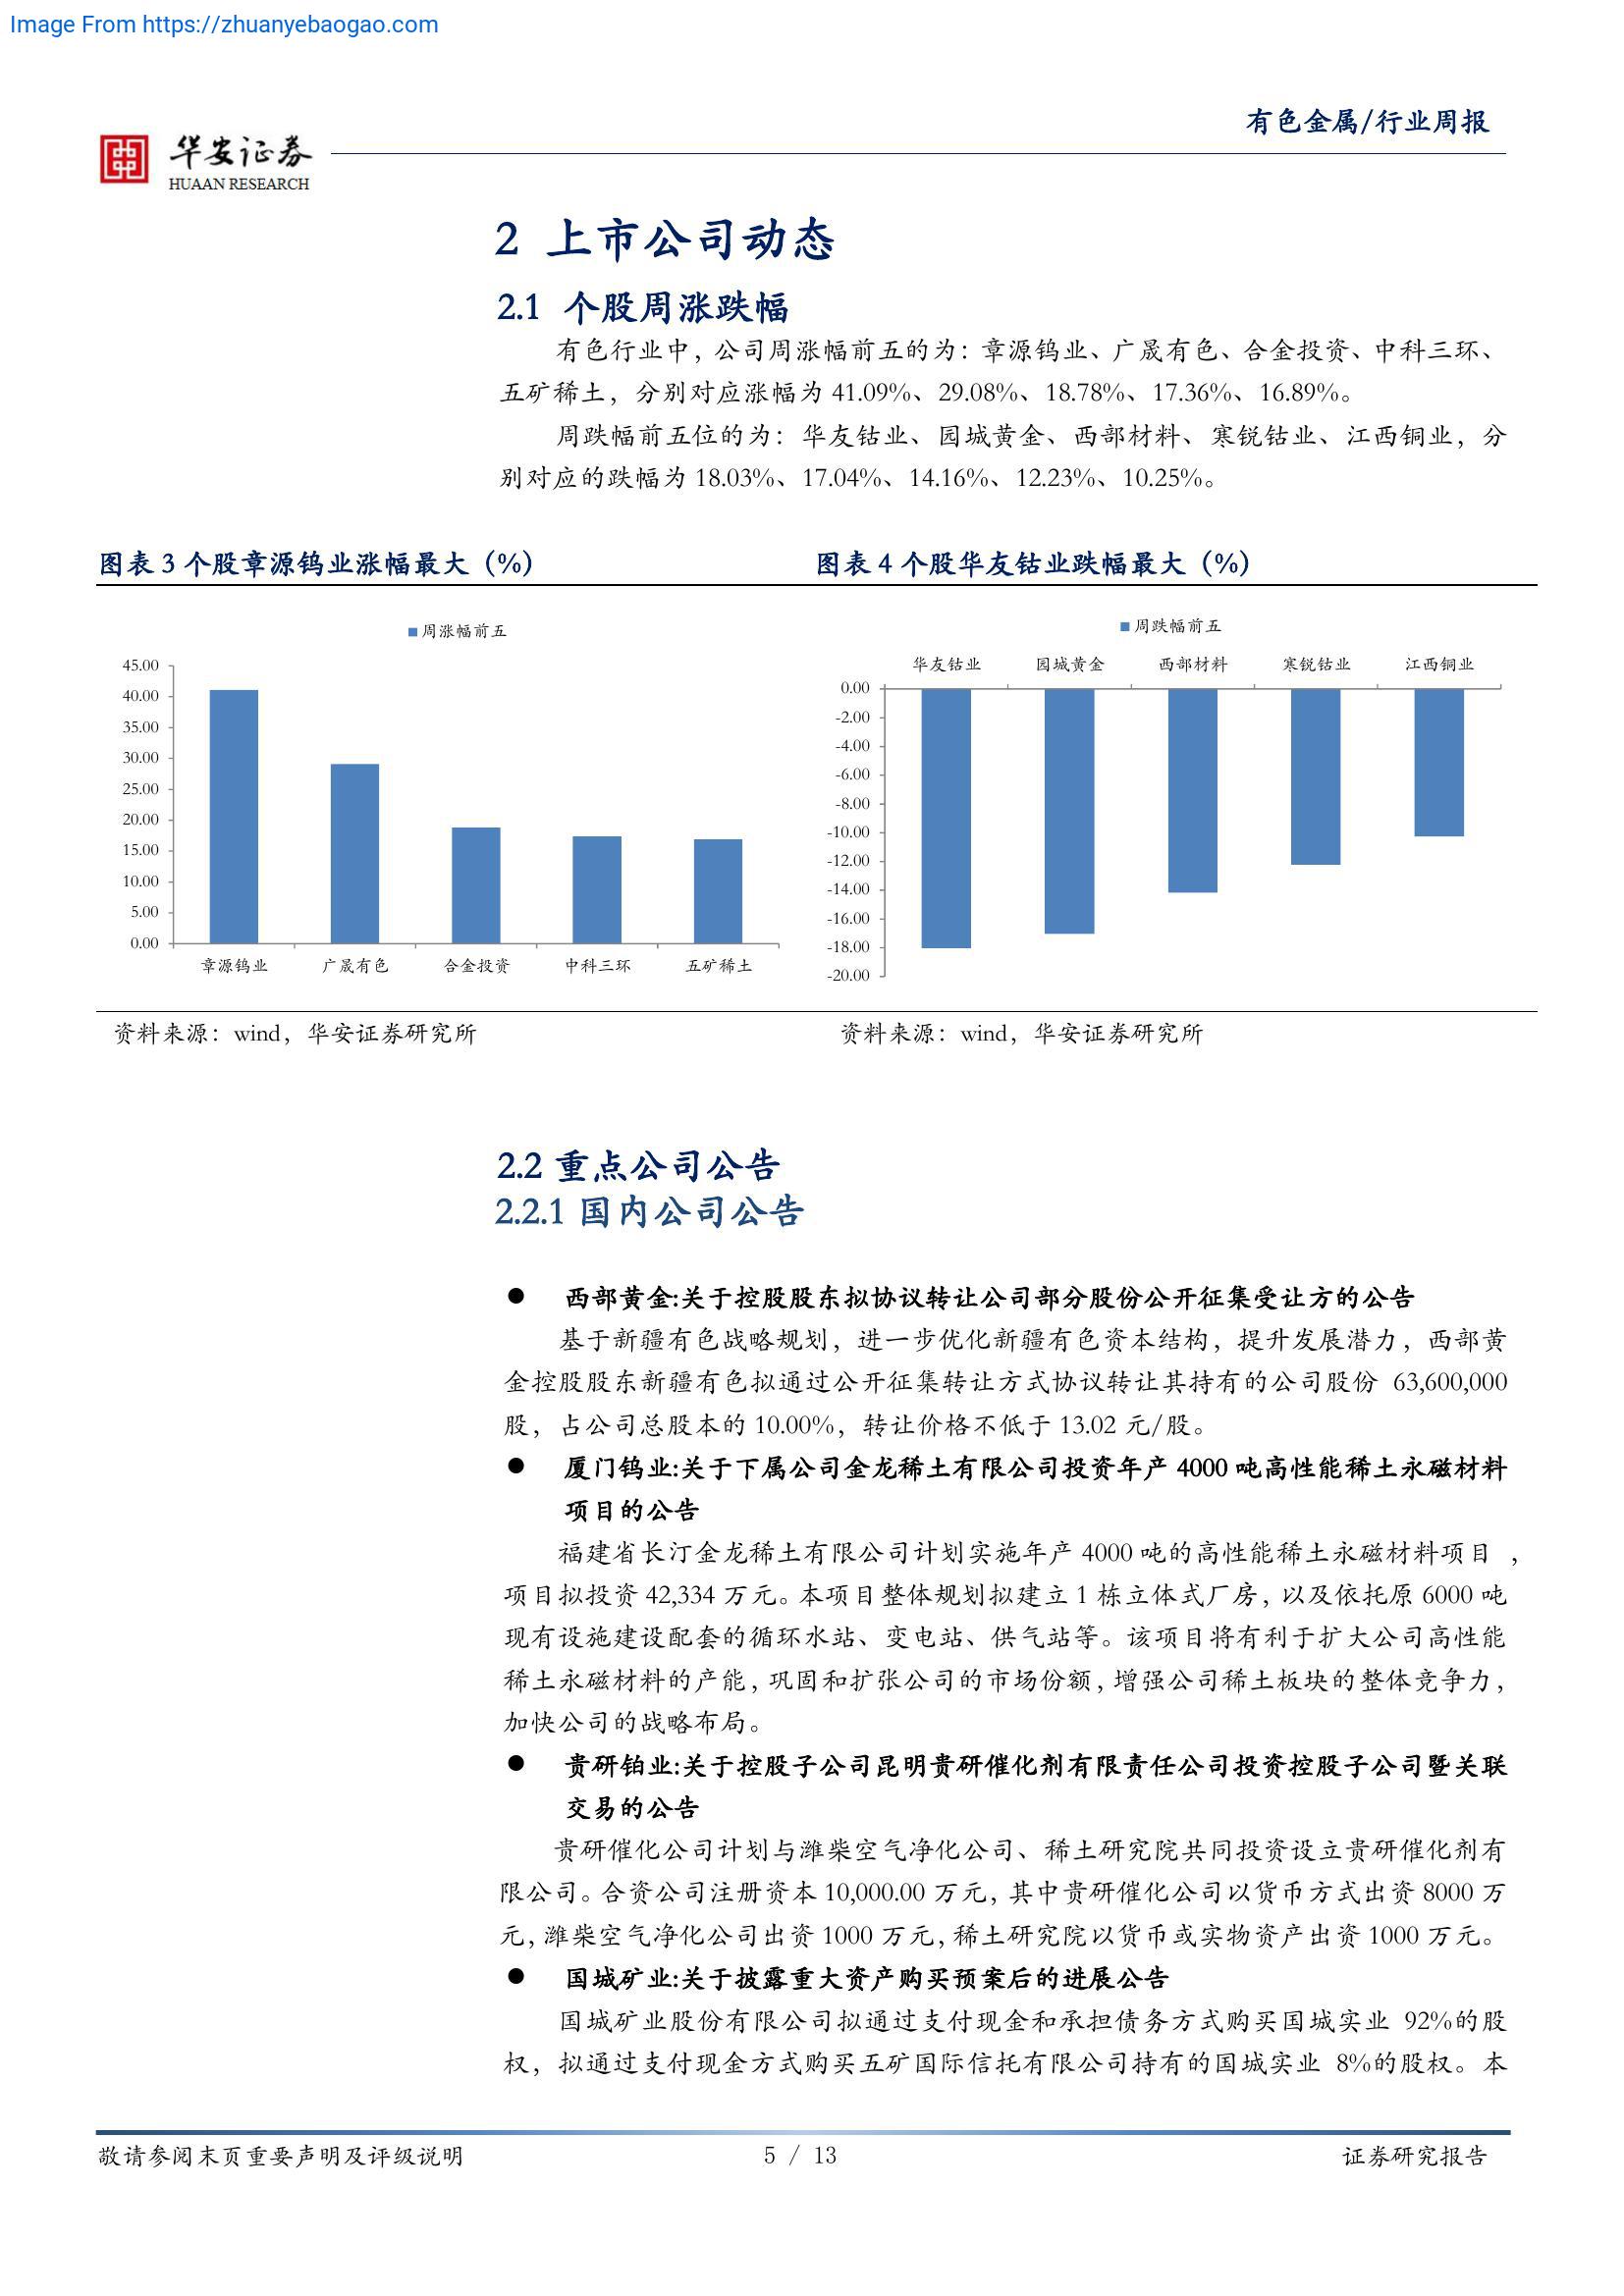 Image From https://zhuanyebaogao.com
有色金属/行业周报
华安证券
HUAAN RESEARCH
2 上市公司动态
2.1 个股周涨跌幅
有色行业中，公司周涨幅前五的为：章源钨业、广晟有色、合金投资、中科三环、
五矿稀土，分别对应涨幅为 41.09%、29.08%、18.78%、17.36%、16.89%。
周跌幅前五位的为：华友钴业、园城黄金、西部材料、寒锐钴业、江西铜业，分
别对应的跌幅为 18.03%、17.04%、14.16%、12.23%、10.25%。
图表 3 个股章源钨业涨幅最大（%）
周涨幅前五
45.00
40.00
35.00
30.00
25.00
20.00
15.00
10.00
5.00
0.00
章源钨业 广晟有色 合金投资 中科三环 五矿稀土
资料来源：wind，华安证券研究所
图表 4 个股华友钴业跌幅最大（%）
周跌幅前五
华友钴业 园城黄金 西部材料 寒锐钴业 江西铜业
0.00
-2.00
-4.00
-6.00
-8.00
-10.00
-12.00
-14.00
-16.00
-18.00
-20.00
资料来源：wind，华安证券研究所
2.2 重点公司公告
2.2.1 国内公司公告
● 西部黄金:关于控股股东拟协议转让公司部分股份公开征集受让方的公告
基于新疆有色战略规划，进一步优化新疆有色资本结构，提升发展潜力，西部黄
金控股股东新疆有色拟通过公开征集转让方式协议转让其持有的公司股份 63,600,000
股，占公司总股本的 10.00%，转让价格不低于 13.02 元/股。
● 厦门钨业:关于下属公司金龙稀土有限公司投资年产 4000 吨高性能稀土永磁材料
项目的公告
福建省长汀金龙稀土有限公司计划实施年产 4000 吨的高性能稀土永磁材料项目 ，
项目拟投资 42,334 万元。本项目整体规划拟建立 1 栋立体式厂房，以及依托原 6000 吨
现有设施建设配套的循环水站、变电站、供气站等。该项目将有利于扩大公司高性能
稀土永磁材料的产能，巩固和扩张公司的市场份额，增强公司稀土板块的整体竞争力，
加快公司的战略布局。
● 贵研铂业:关于控股子公司昆明贵研催化剂有限责任公司投资控股子公司暨关联
交易的公告
贵研催化公司计划与潍柴空气净化公司、稀土研究院共同投资设立贵研催化剂有
限公司。合资公司注册资本 10,000.00 万元，其中贵研催化公司以货币方式出资 8000 万
元，潍柴空气净化公司出资 1000 万元，稀土研究院以货币或实物资产出资 1000 万元。
● 国城矿业:关于披露重大资产购买预案后的进展公告
国城矿业股份有限公司拟通过支付现金和承担债务方式购买国城实业 92%的股
权，拟通过支付现金方式购买五矿国际信托有限公司持有的国城实业 8%的股权。本
敬请参阅末页重要声明及评级说明
5 / 13
证券研究报告